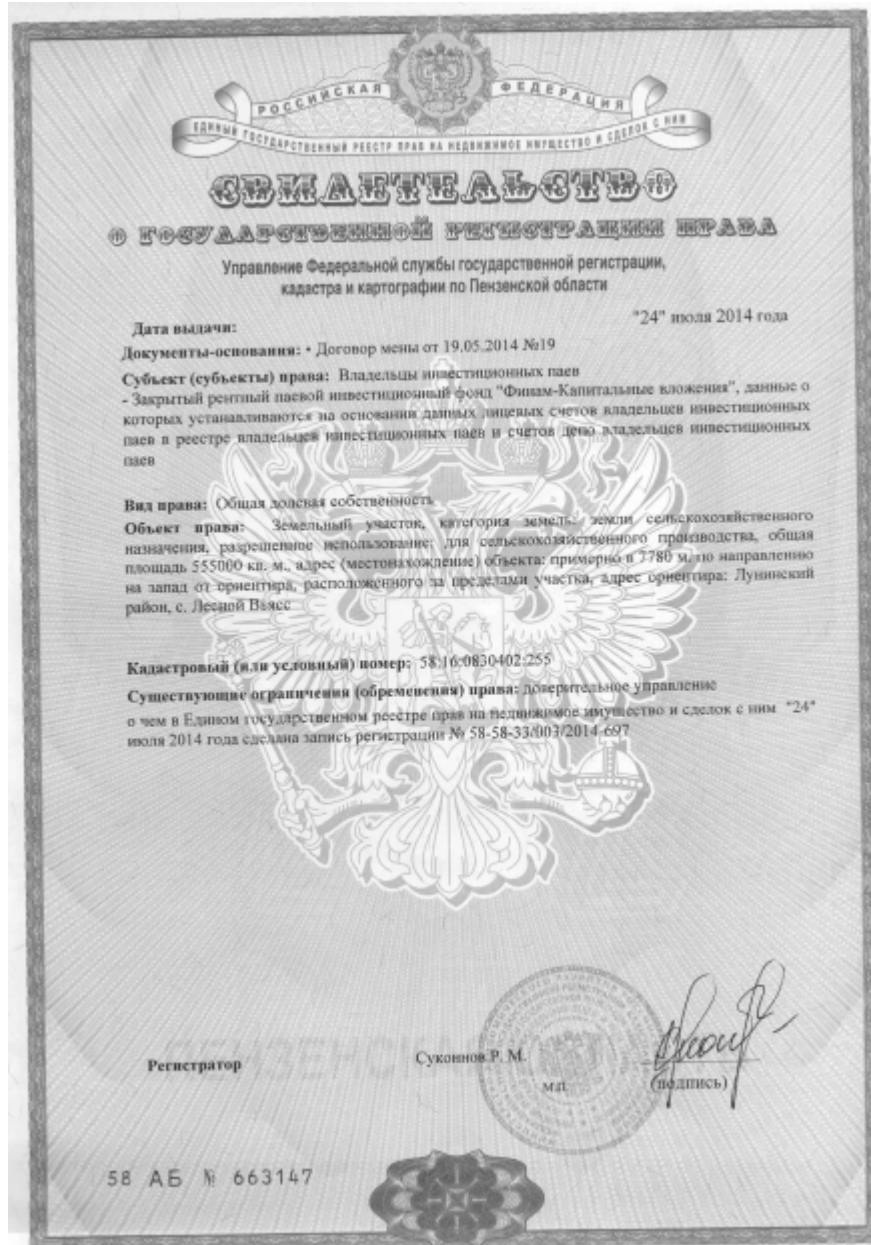 РОССИЙСКАЯ ФЕДЕРАЦИЯ
ЕДИНЫЙ ГОСУДАРСТВЕННЫЙ РЕЕСТР ПРАВ НА НЕДВИЖИМОЕ ИМУЩЕСТВО И СДЕЛОК С НИМ
СВИДЕТЕЛЬСТВО
О ГОСУДАРСТВЕННОЙ РЕГИСТРАЦИИ ПРАВА
Управление Федеральной службы государственной регистрации,
кадастра и картографии по Пензенской области
Дата выдачи: "24" июля 2014 года
Документы-основания: • Договор мены от 19.05.2014 №19
Субъект (субъекты) права: Владельцы инвестиционных паев
- Закрытый рентный паевой инвестиционный фонд "Финам-Капитальные вложения", данные о
которых устанавливаются на основании данных лицевых счетов владельцев инвестиционных
паев в реестре владельцев инвестиционных паев и счетов депо владельцев инвестиционных
паев
Вид права: Общая долевая собственность
Объект права: Земельный участок, категория земель: земли сельскохозяйственного
назначения, разрешенное использование: для сельскохозяйственного производства, общая
площадь 555000 кв. м., адрес (местонахождение) объекта: примерно в 7780 м, по направлению
на запад от ориентира, расположенного за пределами участка, адрес ориентира: Лунинский
район, с. Лесной Вьясс
Кадастровый (или условный) номер: 58:16:0830402:255
Существующие ограничения (обременения) права: доверительное управление
о чем в Едином государственном реестре прав на недвижимое имущество и сделок с ним "24"
июля 2014 года сделана запись регистрации № 58-58-33/003/2014-697
ПЕНЗЕНСКАЯ
Регистратор Суконнов Р. М.
м.п. (подпись)
58 АБ № 663147